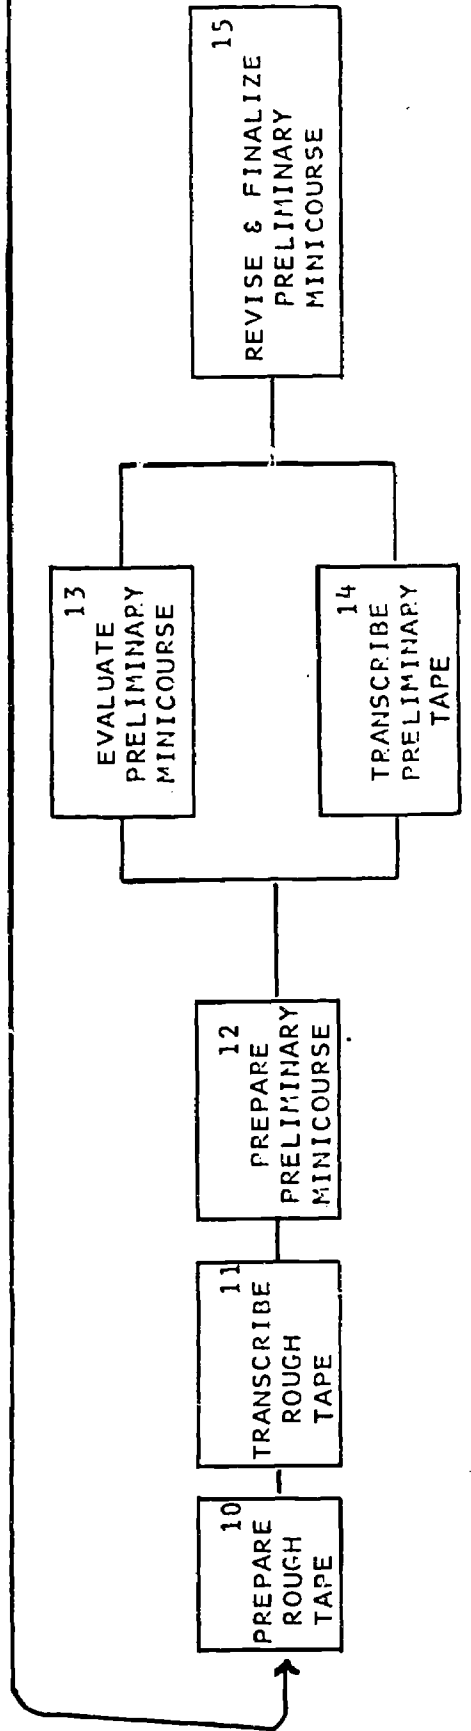 10
PREPARE
ROUGH
TAPE
11
TRANSCRIBE
ROUGH
TAPE
12
PREPARE
PRELIMINARY
MINICOURSE
13
EVALUATE
PRELIMINARY
MINICOURSE
14
TRANSCRIBE
PRELIMINARY
TAPE
15
REVISE & FINALIZE
PRELIMINARY
MINICOURSE